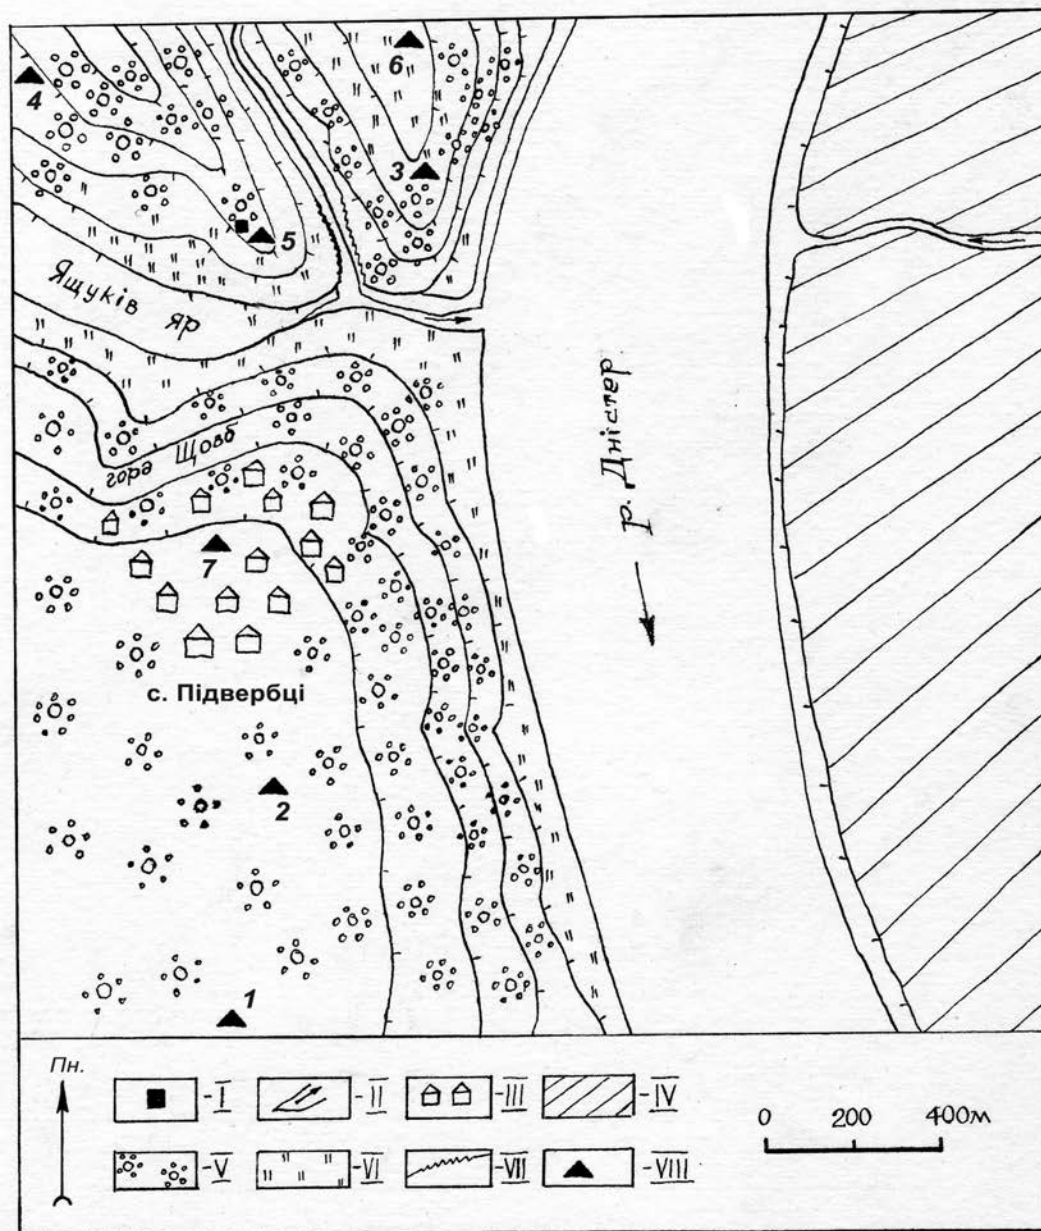 6
4
3
5
Ящуків
яр
р. Дністер
гора Щовб
7
с. Підвербці
2
1
Пн.
-I
-II
-III
-IV
0 200 400м
-V
-VI
-VII
-VIII